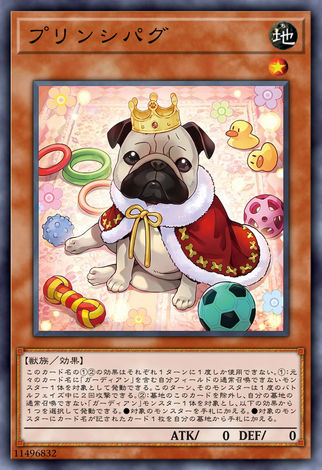 プリンシパグ
地
ち
【獣族／効果】
このカード名の①②の効果はそれぞれ１ターンに１度しか使用できない。①：元
々のカード名に「ガーディアン」を含む自分フィールドの通常召喚できないモン
スター１体を対象として発動できる。このターン、そのモンスターは１度のバト
ルフェイズ中に２回攻撃できる。②：墓地のこのカードを除外し、自分の墓地の
通常召喚できない「ガーディアン」モンスター１体を対象とし、以下の効果から
１つを選択して発動できる。●対象のモンスターを手札に加える。●対象のモンス
ターにカード名が記されたカード１枚を自分の墓地から手札に加える。
ATK/ 0 DEF/ 0
11496832